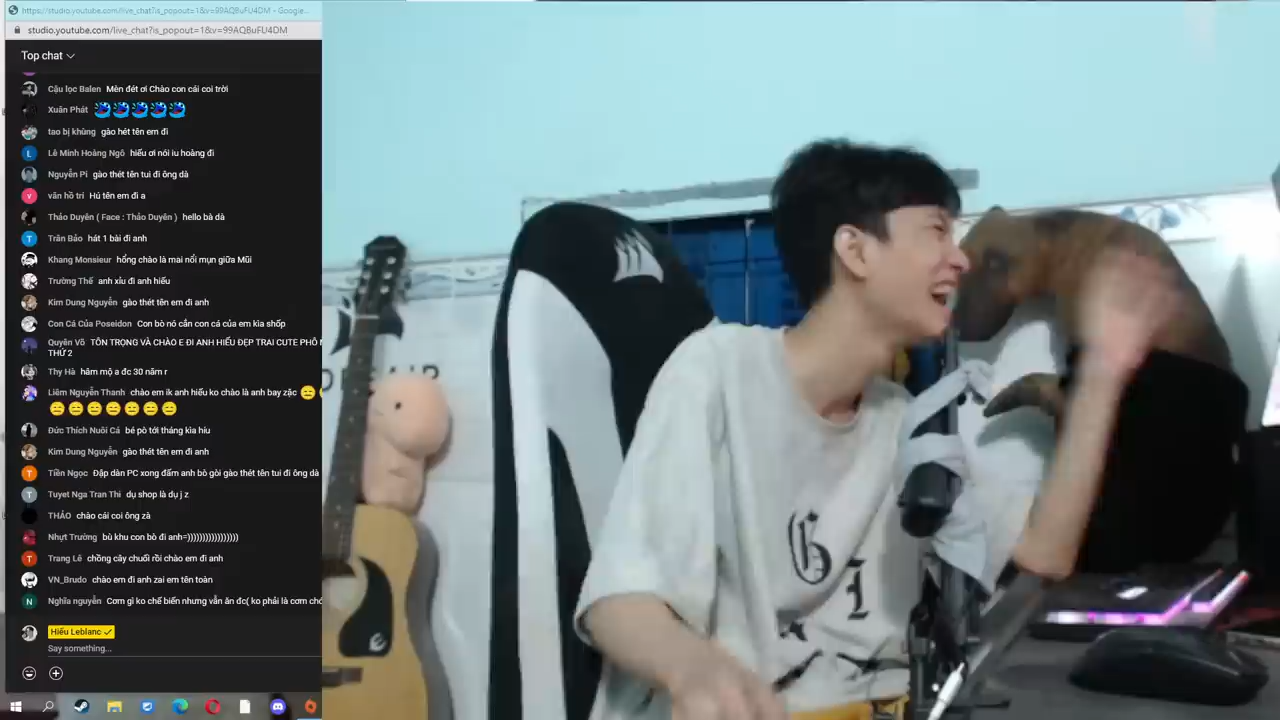 https://studio.youtube.com/live_chat?is_popout=1&v=99AQBuFU4DM - Google...
studio.youtube.com/live_chat?is_popout=1&v=99AQBuFU4DM
Top chat
Cậu lọc Balen Mèn đét ơi Chào con cái coi trời
Xuân Phát
tao bị khùng gào hét tên em đi
L Lê Minh Hoàng Ngô hiếu ơi nói iu hoàng đi
Nguyễn Pi gào thét tên tui đi ông dà
v văn hồ tri Hú tên em đi a
Thảo Duyên ( Face : Thảo Duyên ) hello bà dà
T Trân Bảo hát 1 bài đi anh
Khang Monsieur hổng chào là mai nổi mụn giữa Mũi
Trường Thế anh xỉu đi anh hiếu
Kim Dung Nguyễn gào thét tên em đi anh
Con Cá Của Poseidon Con bò nó cắn con cá của em kìa shốp
Quyên Võ TÔN TRỌNG VÀ CHÀO E ĐI ANH HIẾU ĐẸP TRAI CUTE PHÔ
THỨ 2
Thy Hà hâm mộ a đc 30 năm r
Liêm Nguyễn Thanh chào em ik anh hiếu ko chào là anh bay zặc
Đức Thích Nuôi Cá bé pò tới tháng kìa híu
Kim Dung Nguyễn gào thét tên em đi anh
T Tiền Ngọc Đập dàn PC xong đấm anh bò gòi gào thét tên tui đi ông dà
T Tuyet Nga Tran Thi dụ shop là dụ j z
THẢO chào cái coi ông zà
Nhựt Trường bù khu con bò đi anh=)))))))))))))))))
T Trang Lê chồng cây chuối rồi chào em đi anh
VN_Brudo chào em đi anh zai em tên toàn
N Nghĩa nguyễn Cơm gì ko chế biến nhưng vẫn ăn đc( ko phải là cơm chó
Hiếu Leblanc
Say something...